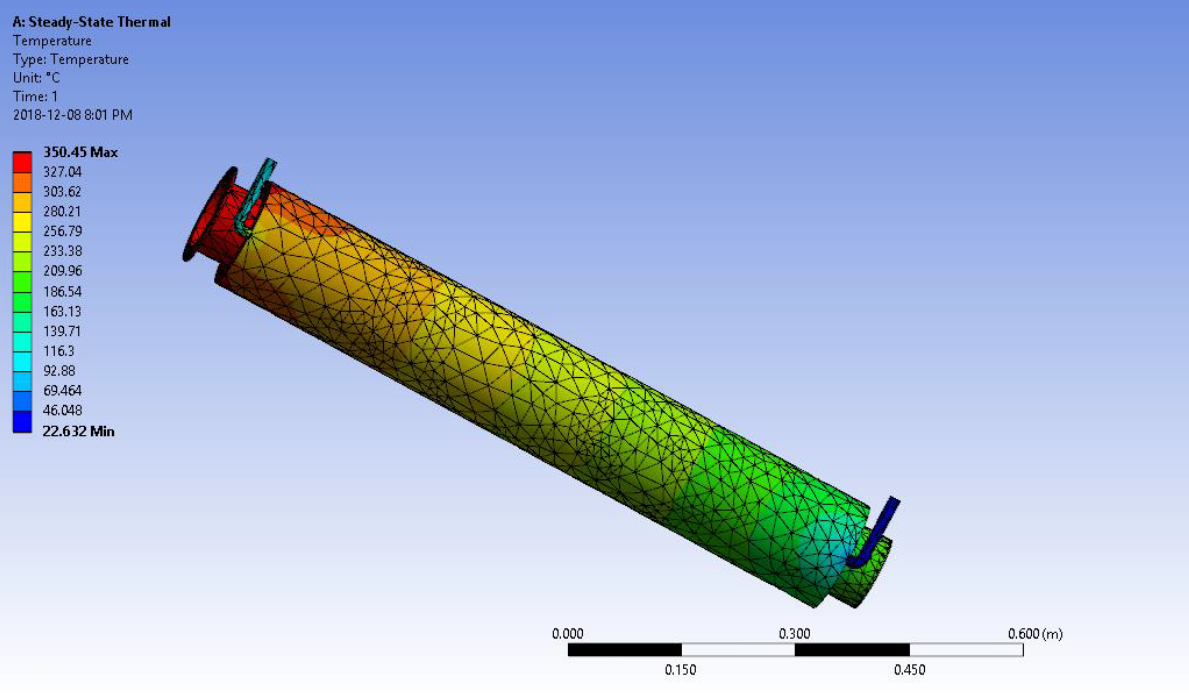 A: Steady-State Thermal
Temperature
Type: Temperature
Unit: °C
Time: 1
2018-12-08 8:01 PM
350.45 Max
327.04
303.62
280.21
256.79
233.38
209.96
186.54
163.13
139.71
116.3
92.88
69.464
46.048
22.632 Min
0.000 0.300 0.600 (m)
0.150 0.450